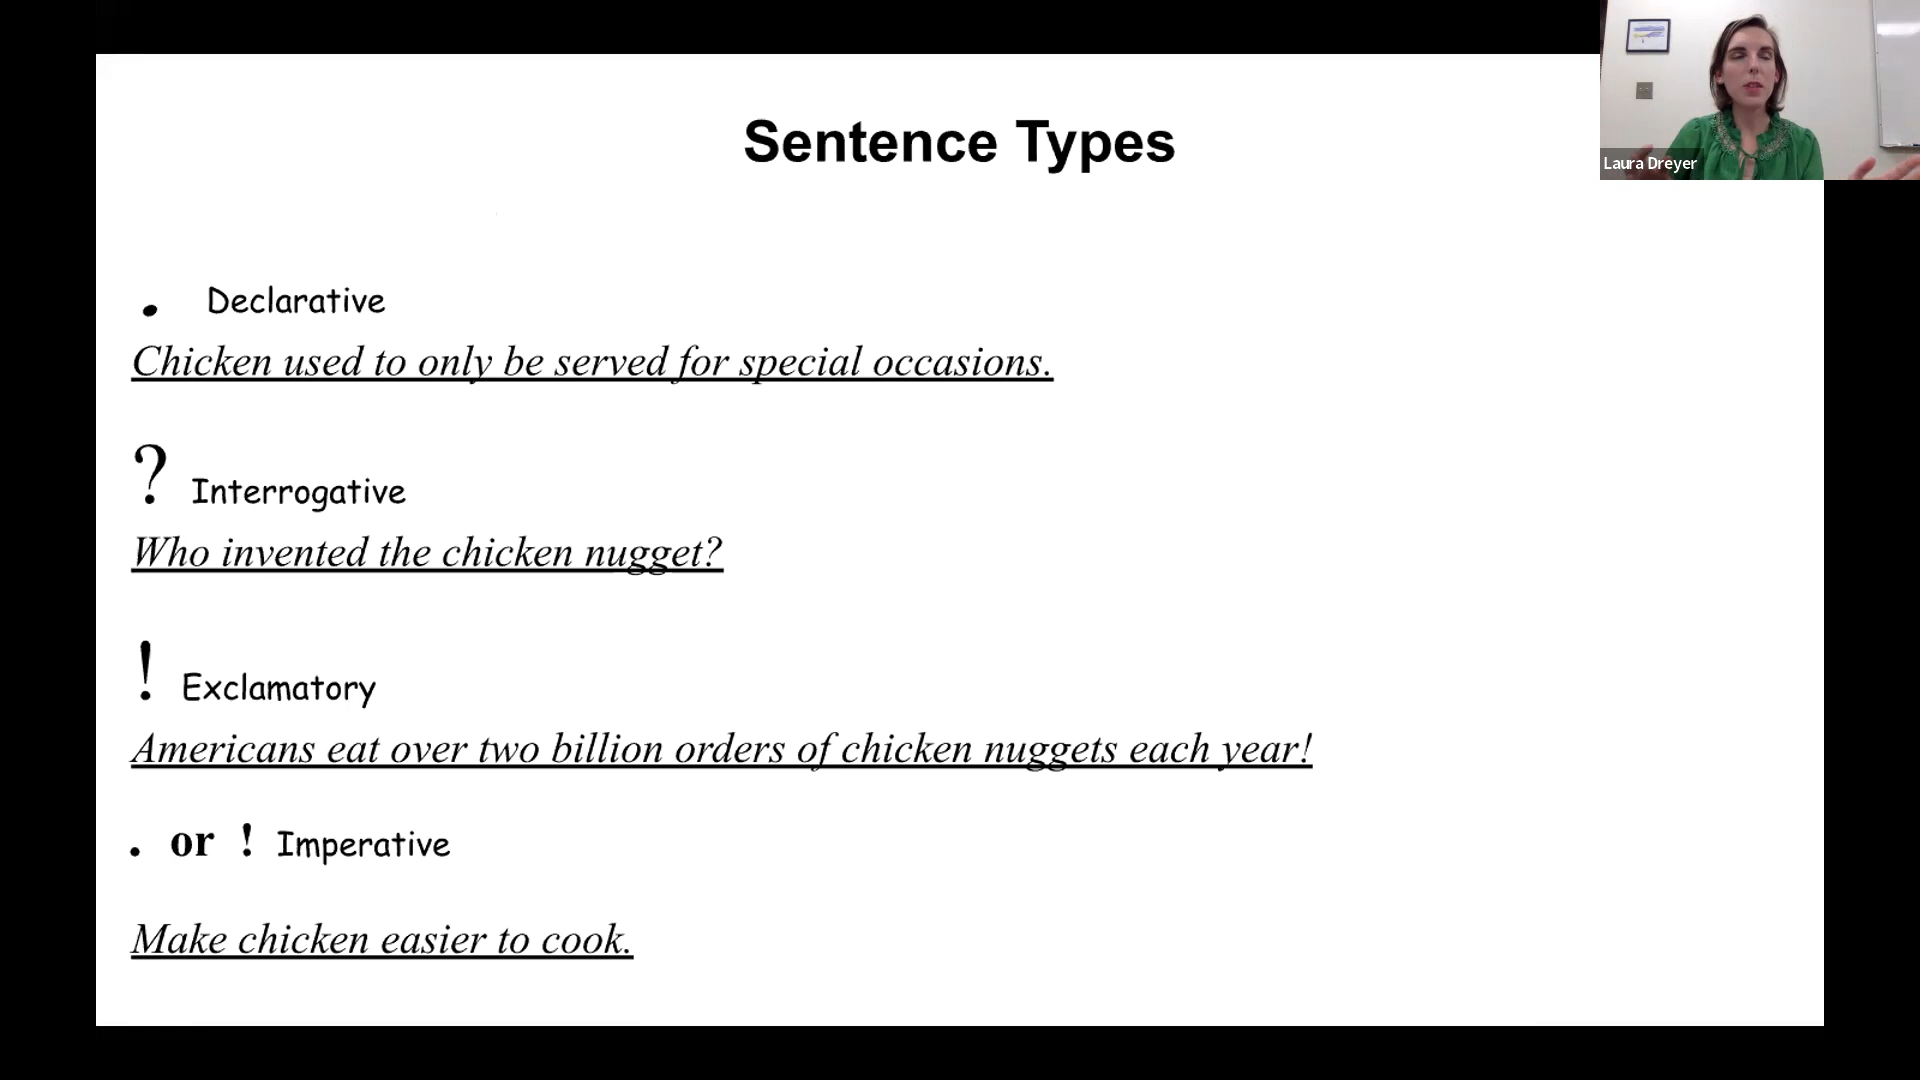 Sentence Types
Laura Dreyer
. Declarative
Chicken used to only be served for special occasions.
? Interrogative
Who invented the chicken nugget?
! Exclamatory
Americans eat over two billion orders of chicken nuggets each year!
. or ! Imperative
Make chicken easier to cook.